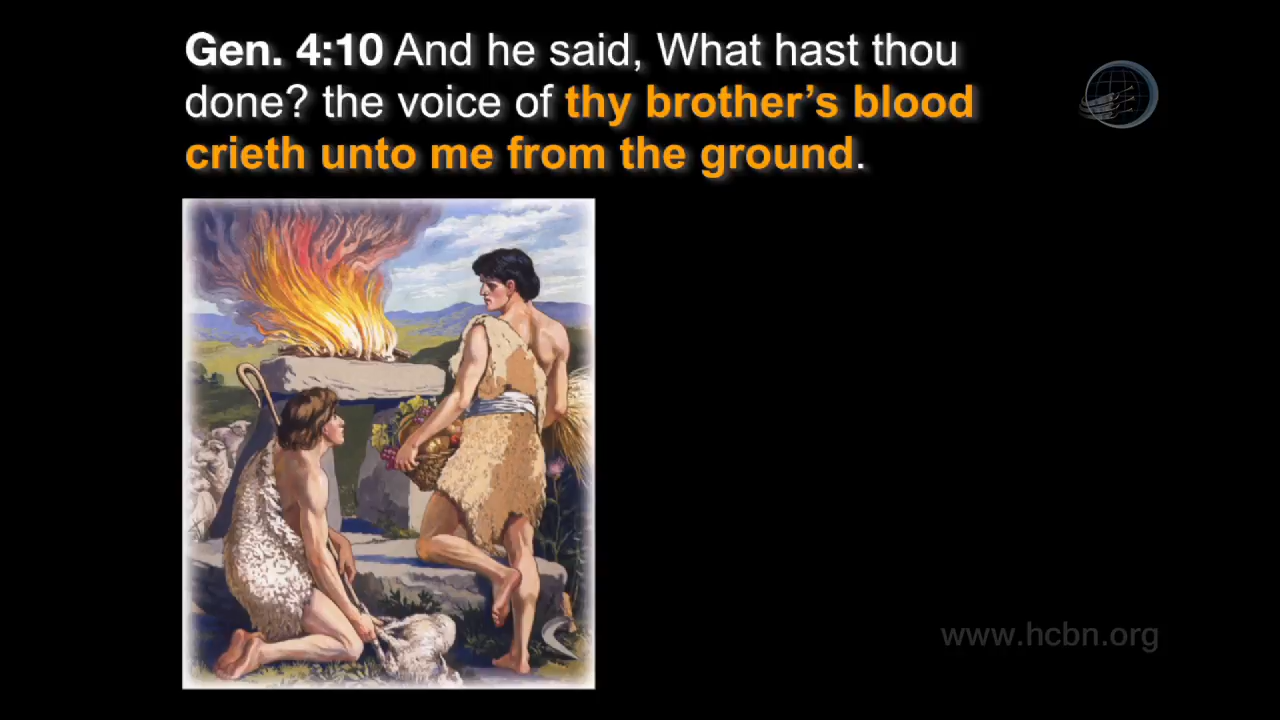 Gen. 4:10 And he said, What hast thou
done? the voice of thy brother’s blood
crieth unto me from the ground.
www.hcbn.org